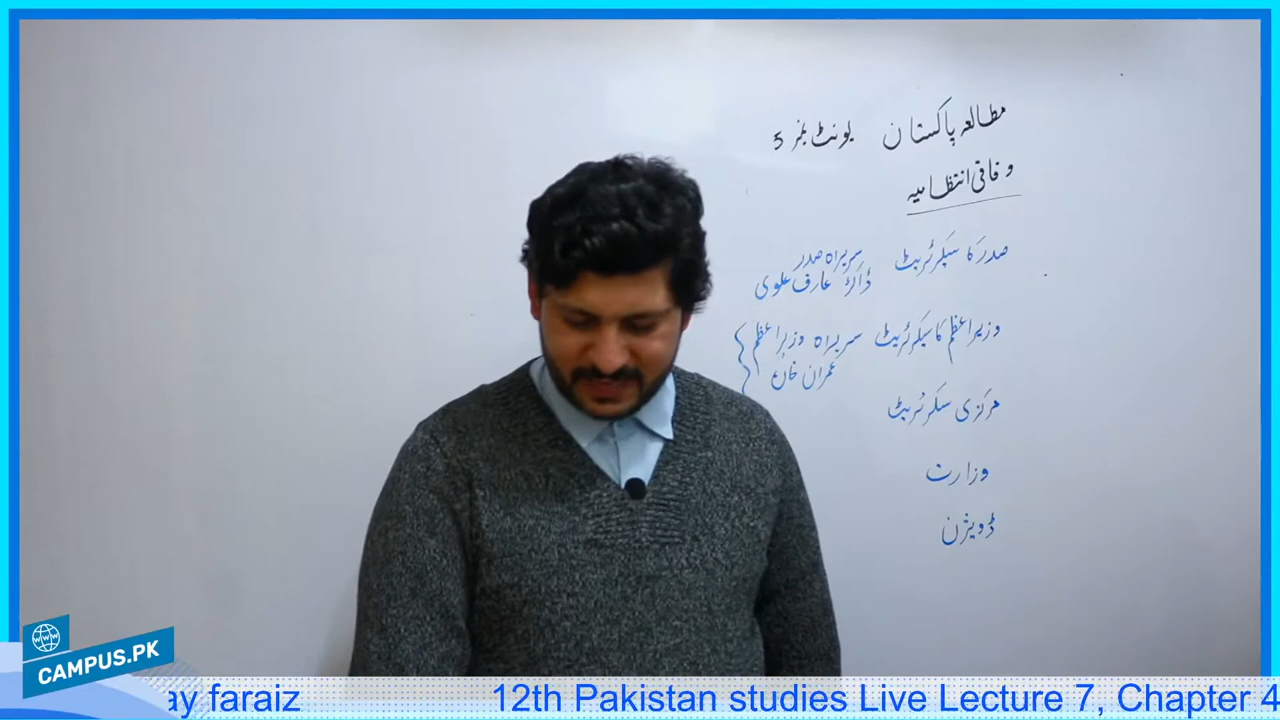 مطالعہ پاکستان یونٹ نمبر 5
وفاقی انتظامیہ
صدر کا سیکرٹریٹ سربراہ صدر
ڈاکٹر عارف علوی
وزیراعظم کا سیکرٹریٹ سربراہ وزیراعظم
عمران خان
مرکزی سیکرٹریٹ
وزارت
ڈویژن
WWW
CAMPUS.PK
ay faraiz 12th Pakistan studies Live Lecture 7, Chapter 4